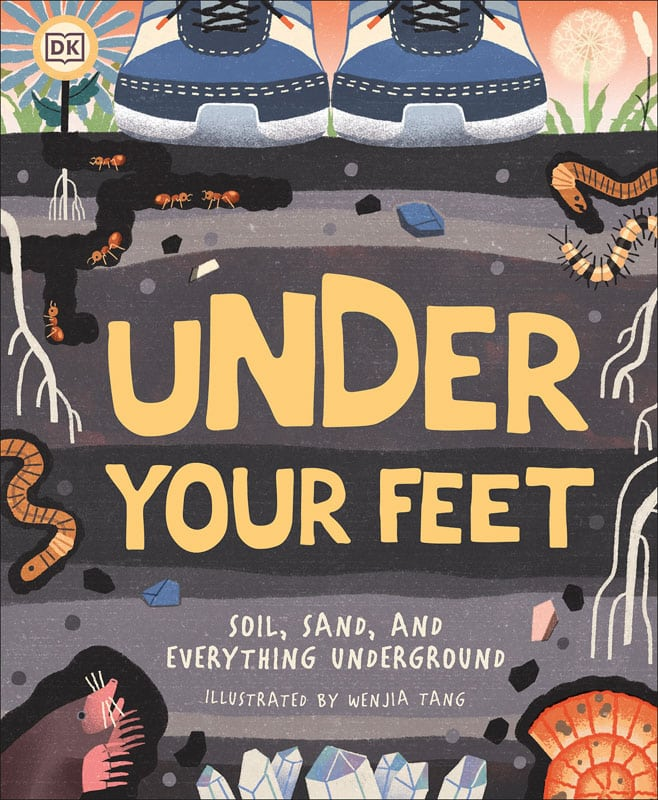 DK
UNDER
YOUR FEET
SOIL, SAND, AND
EVERYTHING UNDERGROUND
ILLUSTRATED BY WENJIA TANG